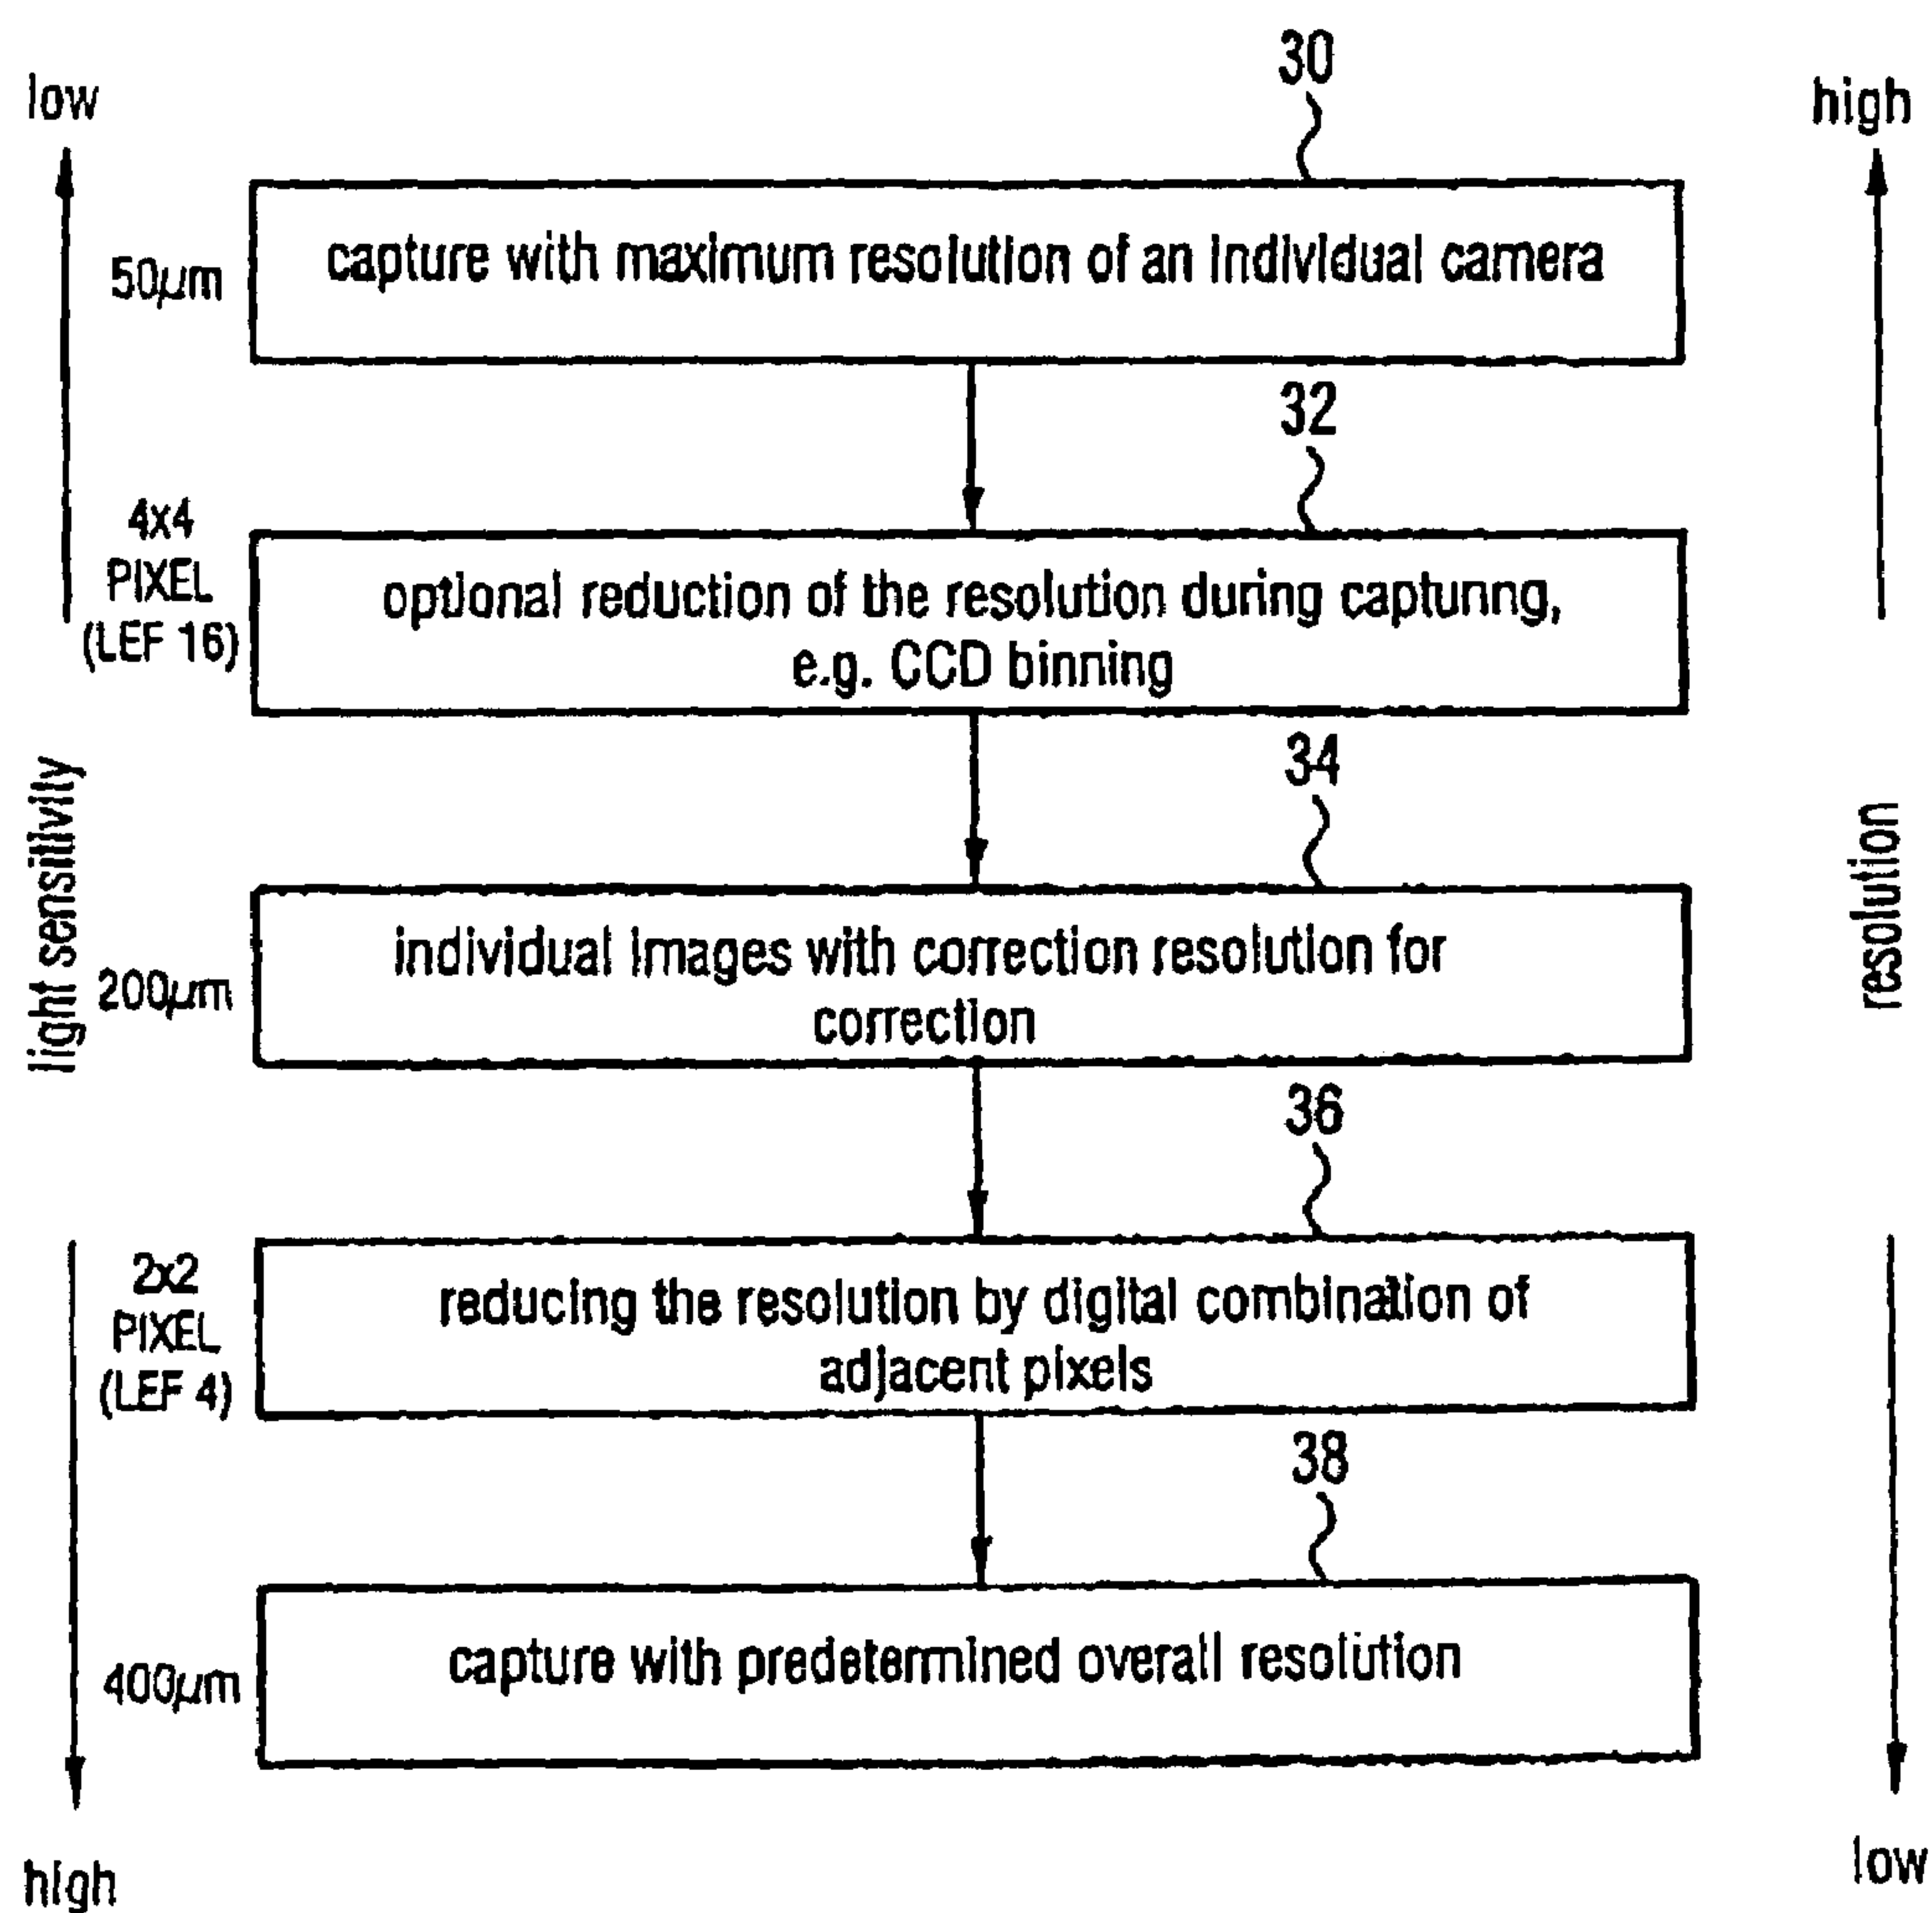 30
low
high
50µm
capture with maximum resolution of an individual camera
32
4x4
PIXEL
(LEF 16)
optional reduction of the resolution during capturing,
e.g. CCD binning
34
light sensitivity
resolution
200µm
individual images with correction resolution for
correction
36
2x2
PIXEL
(LEF 4)
reducing the resolution by digital combination of
adjacent pixels
38
400µm
capture with predetermined overall resolution
high
low